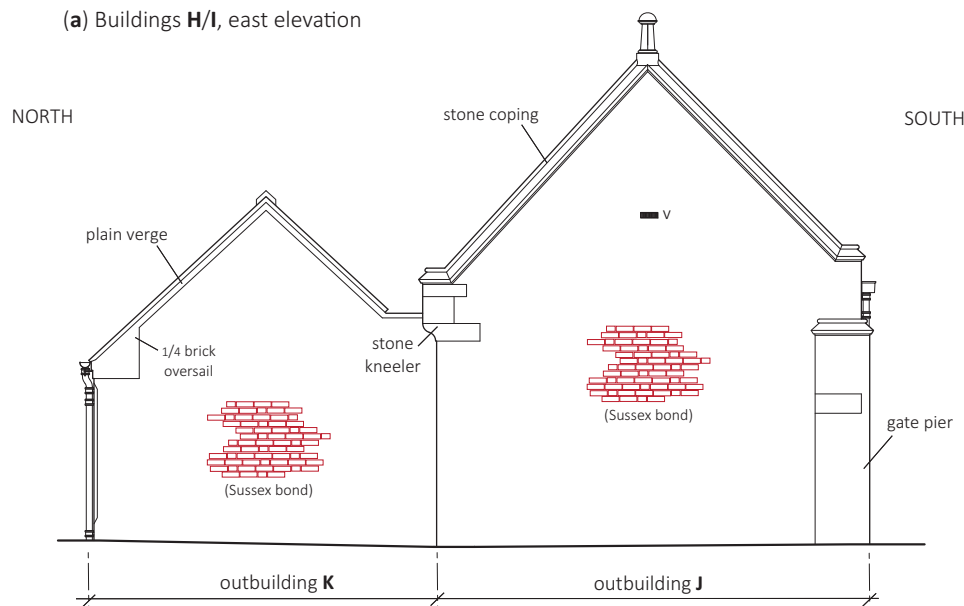 (a) Buildings H/I, east elevation
NORTH
stone coping
SOUTH
V
plain verge
1/4 brick
oversail
stone
kneeler
(Sussex bond)
gate pier
(Sussex bond)
outbuilding K
outbuilding J